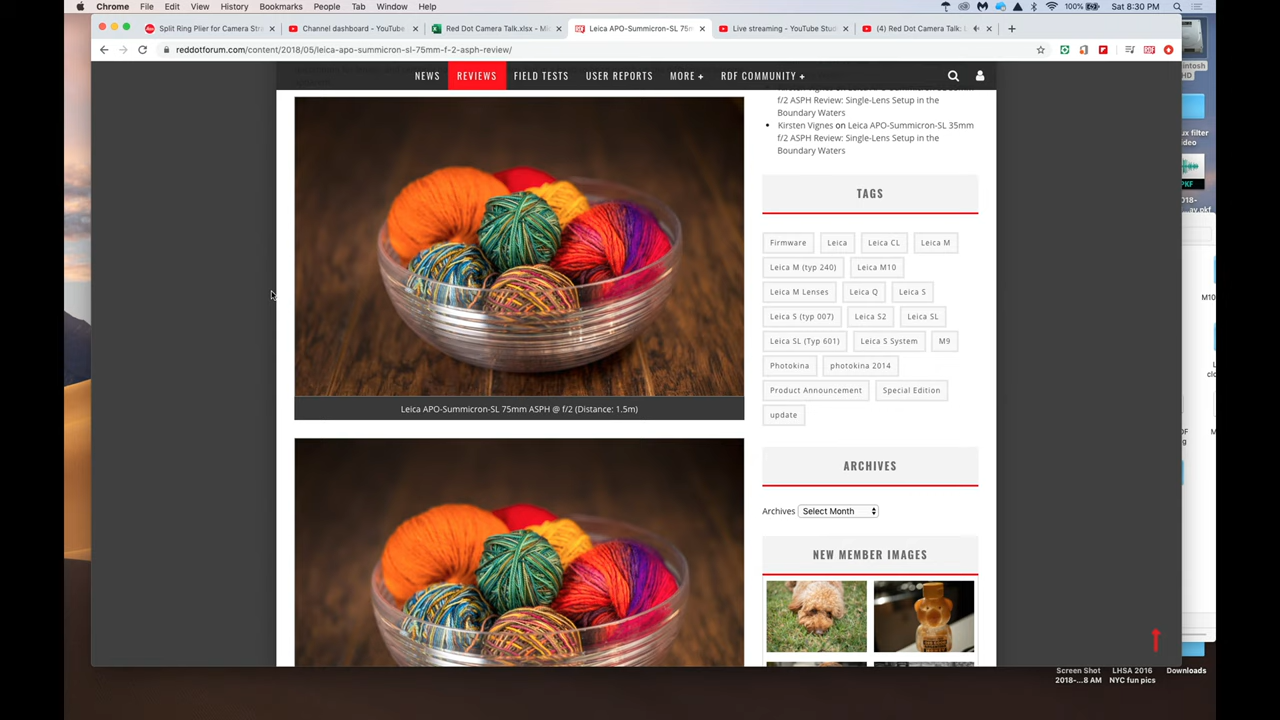 Chrome File Edit View History Bookmarks People Tab Window Help 100% Sat 8:30 PM
Split Ring Plier for Camera Str
Channel dashboard - YouTube
Red Dot Camera Talk.xlsx - Mi
Leica APO-Summicron-SL 75m
Live streaming - YouTube Stud
(4) Red Dot Camera Talk: L
reddotforum.com/content/2018/05/leica-apo-summicron-sl-75mm-f-2-asph-review/
NEWS REVIEWS FIELD TESTS USER REPORTS MORE + RDF COMMUNITY +
f/2 ASPH Review: Single-Lens Setup in the
Boundary Waters
Kirsten Vignes on Leica APO-Summicron-SL 35mm
f/2 ASPH Review: Single-Lens Setup in the
Boundary Waters
TAGS
Firmware Leica Leica CL Leica M
Leica M (typ 240) Leica M10
Leica M Lenses Leica Q Leica S
Leica S (typ 007) Leica S2 Leica SL
Leica SL (Typ 601) Leica S System M9
Photokina photokina 2014
Product Announcement Special Edition
update
Leica APO-Summicron-SL 75mm ASPH @ f/2 (Distance: 1.5m)
ARCHIVES
Archives Select Month
NEW MEMBER IMAGES
Screen Shot
2018-...8 AM
LHSA 2016
NYC fun pics
Downloads